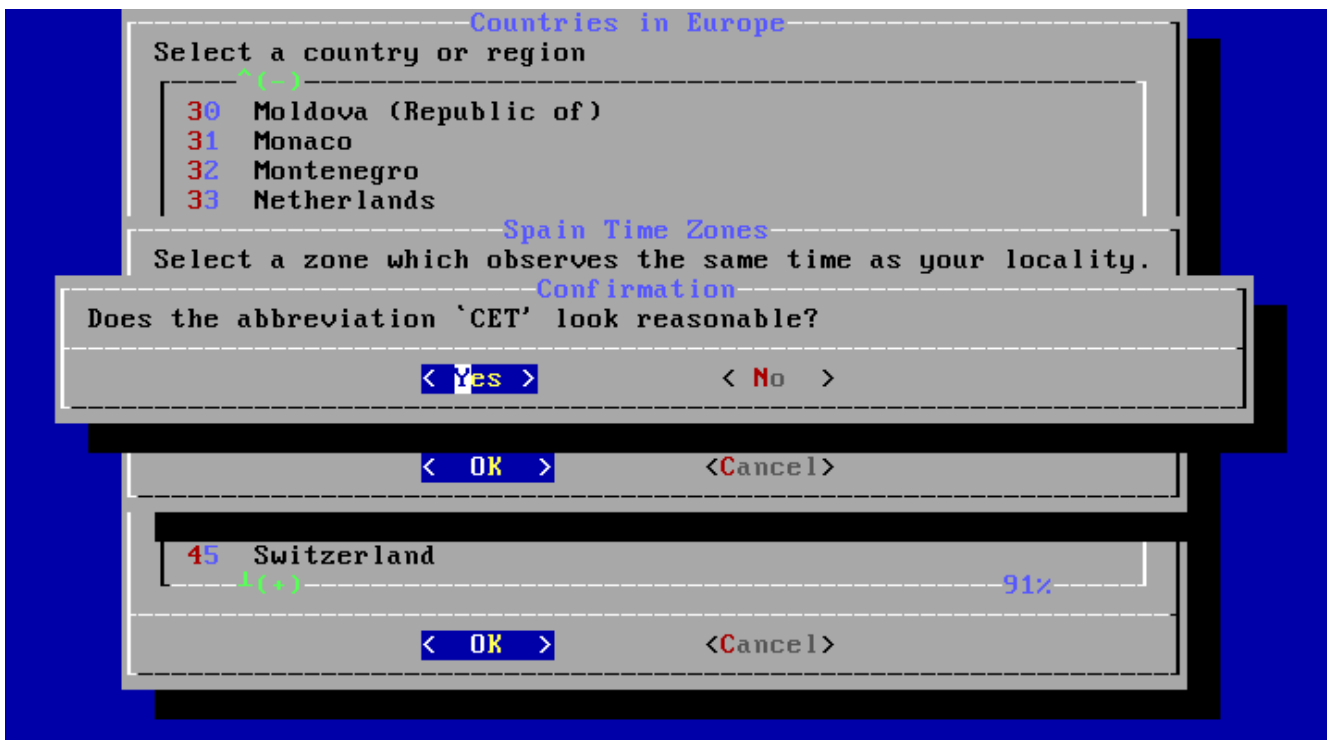 Countries in Europe
Select a country or region
^(-)
30 Moldova (Republic of)
31 Monaco
32 Montenegro
33 Netherlands
Spain Time Zones
Select a zone which observes the same time as your locality.
Confirmation
Does the abbreviation `CET' look reasonable?
< Yes > < No >
< OK > <Cancel>
45 Switzerland
┴(+) 91%
< OK > <Cancel>